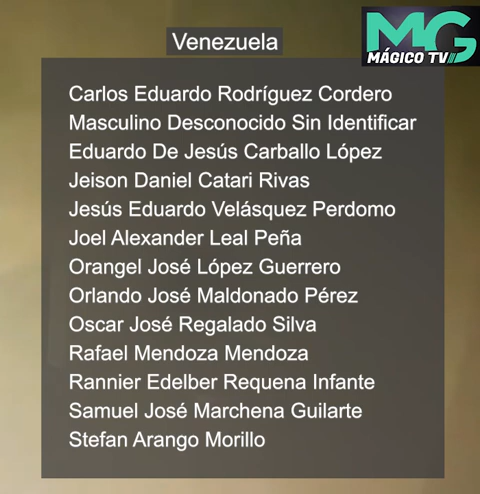 Venezuela
MG
MÁGICO TV
Carlos Eduardo Rodríguez Cordero
Masculino Desconocido Sin Identificar
Eduardo De Jesús Carballo López
Jeison Daniel Catari Rivas
Jesús Eduardo Velásquez Perdomo
Joel Alexander Leal Peña
Orangel José López Guerrero
Orlando José Maldonado Pérez
Oscar José Regalado Silva
Rafael Mendoza Mendoza
Rannier Edelber Requena Infante
Samuel José Marchena Guilarte
Stefan Arango Morillo